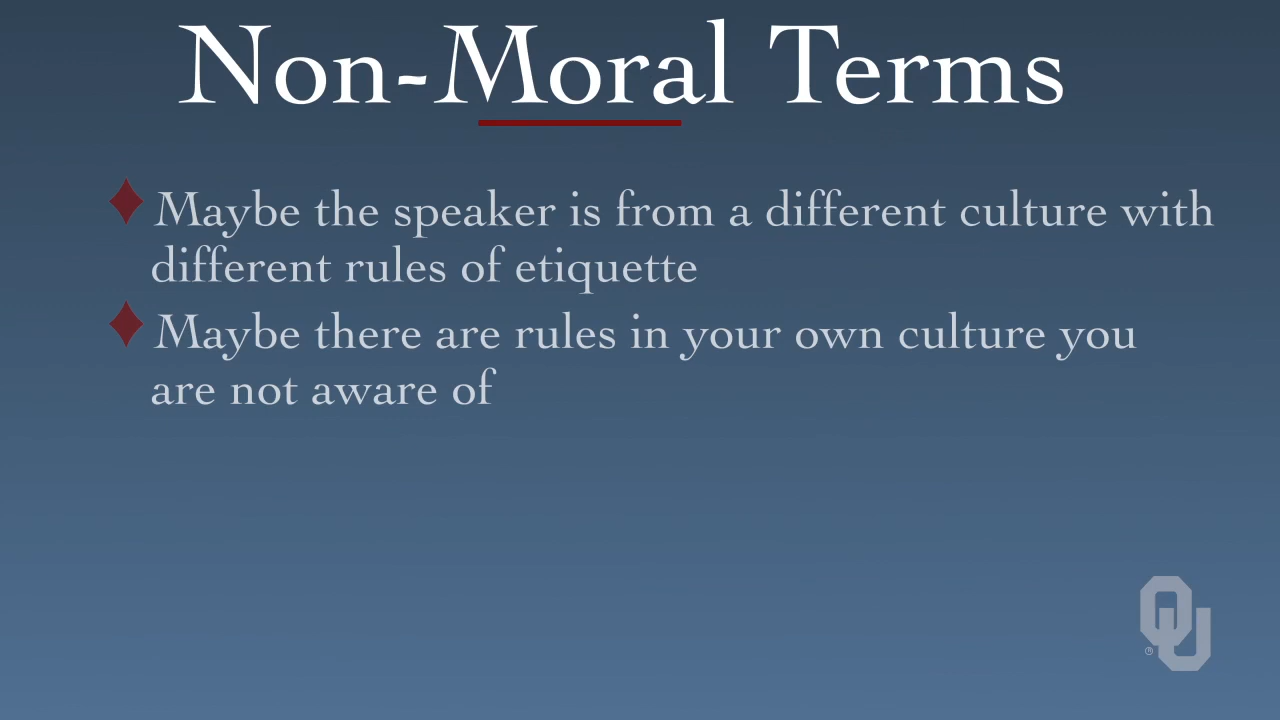 Non-Moral Terms
Maybe the speaker is from a different culture with
different rules of etiquette
Maybe there are rules in your own culture you
are not aware of
OU
®